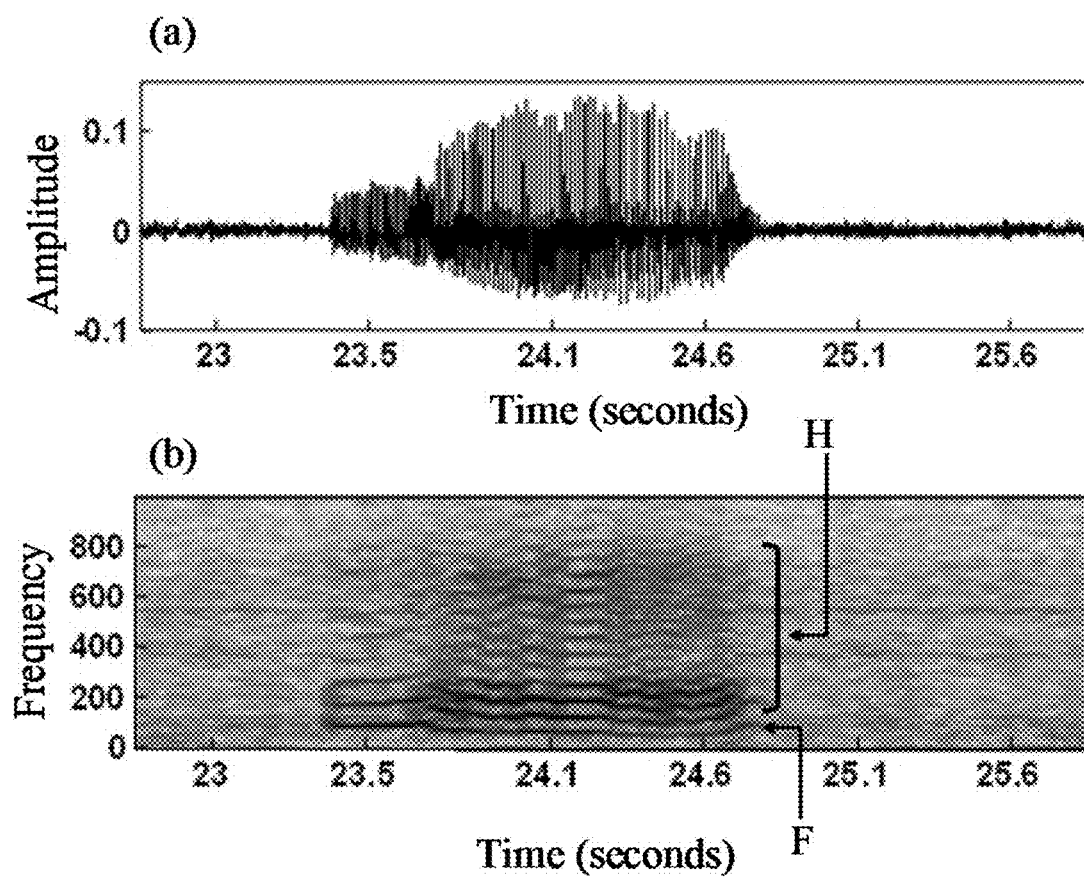 (a)
Amplitude
0.1
0
-0.1
23 23.5 24.1 24.6 25.1 25.6
Time (seconds)
H
(b)
Frequency
800
600
400
200
0
23 23.5 24.1 24.6 25.1 25.6
F
Time (seconds)